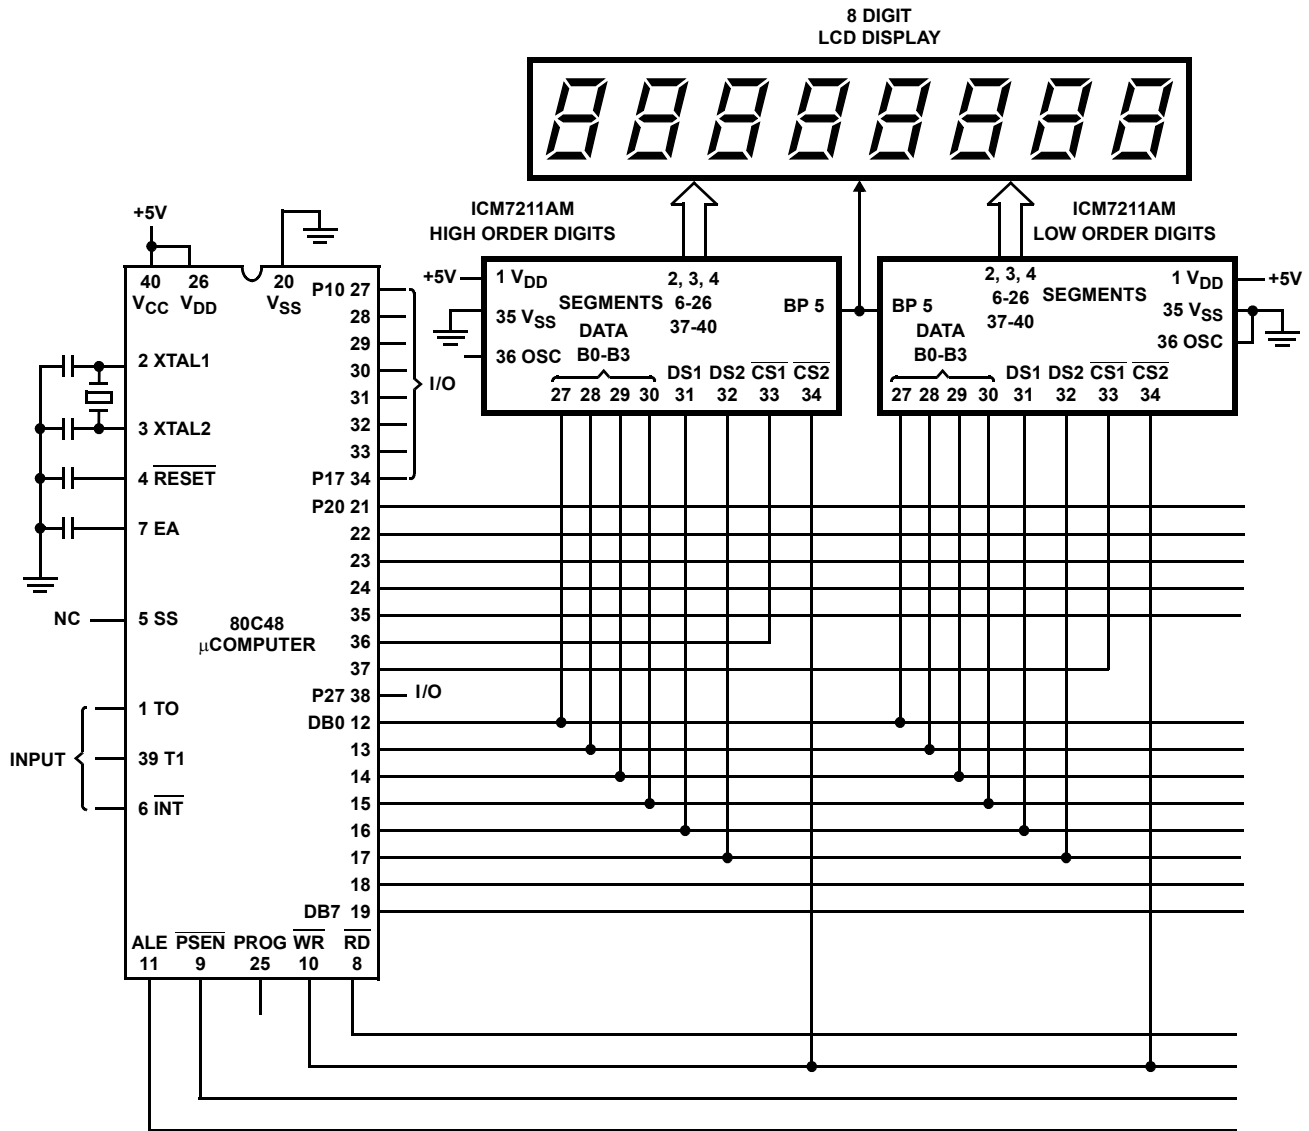 8 DIGIT
LCD DISPLAY
ICM7211AM
HIGH ORDER DIGITS
ICM7211AM
LOW ORDER DIGITS
+5V
1 VDD
35 VSS
36 OSC
2, 3, 4
6-26
37-40
SEGMENTS
DATA
B0-B3
BP 5
DS1 DS2 CS1 CS2
27 28 29 30 31 32 33 34
BP 5
2, 3, 4
6-26
37-40
SEGMENTS
DATA
B0-B3
1 VDD
+5V
35 VSS
36 OSC
DS1 DS2 CS1 CS2
27 28 29 30 31 32 33 34
+5V
40
VCC
26
VDD
20
VSS
2 XTAL1
3 XTAL2
4 RESET
7 EA
NC
5 SS
80C48
μCOMPUTER
INPUT
1 TO
39 T1
6 INT
P10 27
28
29
30
31
32
33
P17 34
I/O
P20 21
22
23
24
35
36
37
P27 38
I/O
DB0 12
13
14
15
16
17
18
DB7 19
ALE PSEN PROG WR RD
11 9 25 10 8